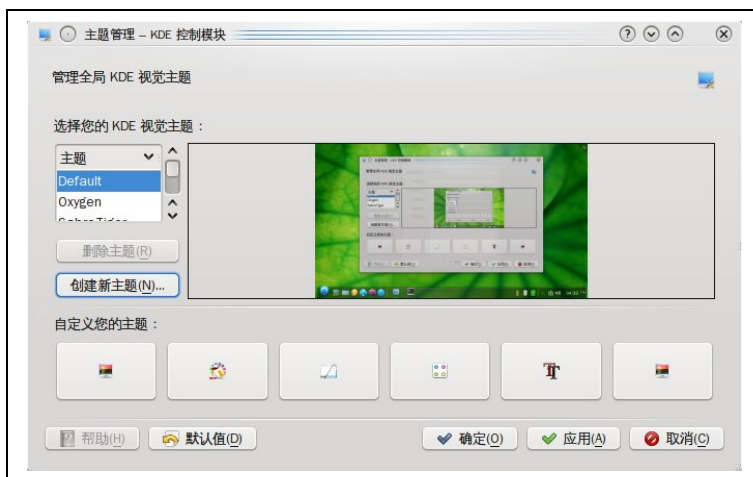 主题管理 – KDE 控制模块
管理全局 KDE 视觉主题
选择您的 KDE 视觉主题：
主题
Default
Oxygen
删除主题(R)
创建新主题(N)...
自定义您的主题：
帮助(H)
默认值(D)
确定(O)
应用(A)
取消(C)